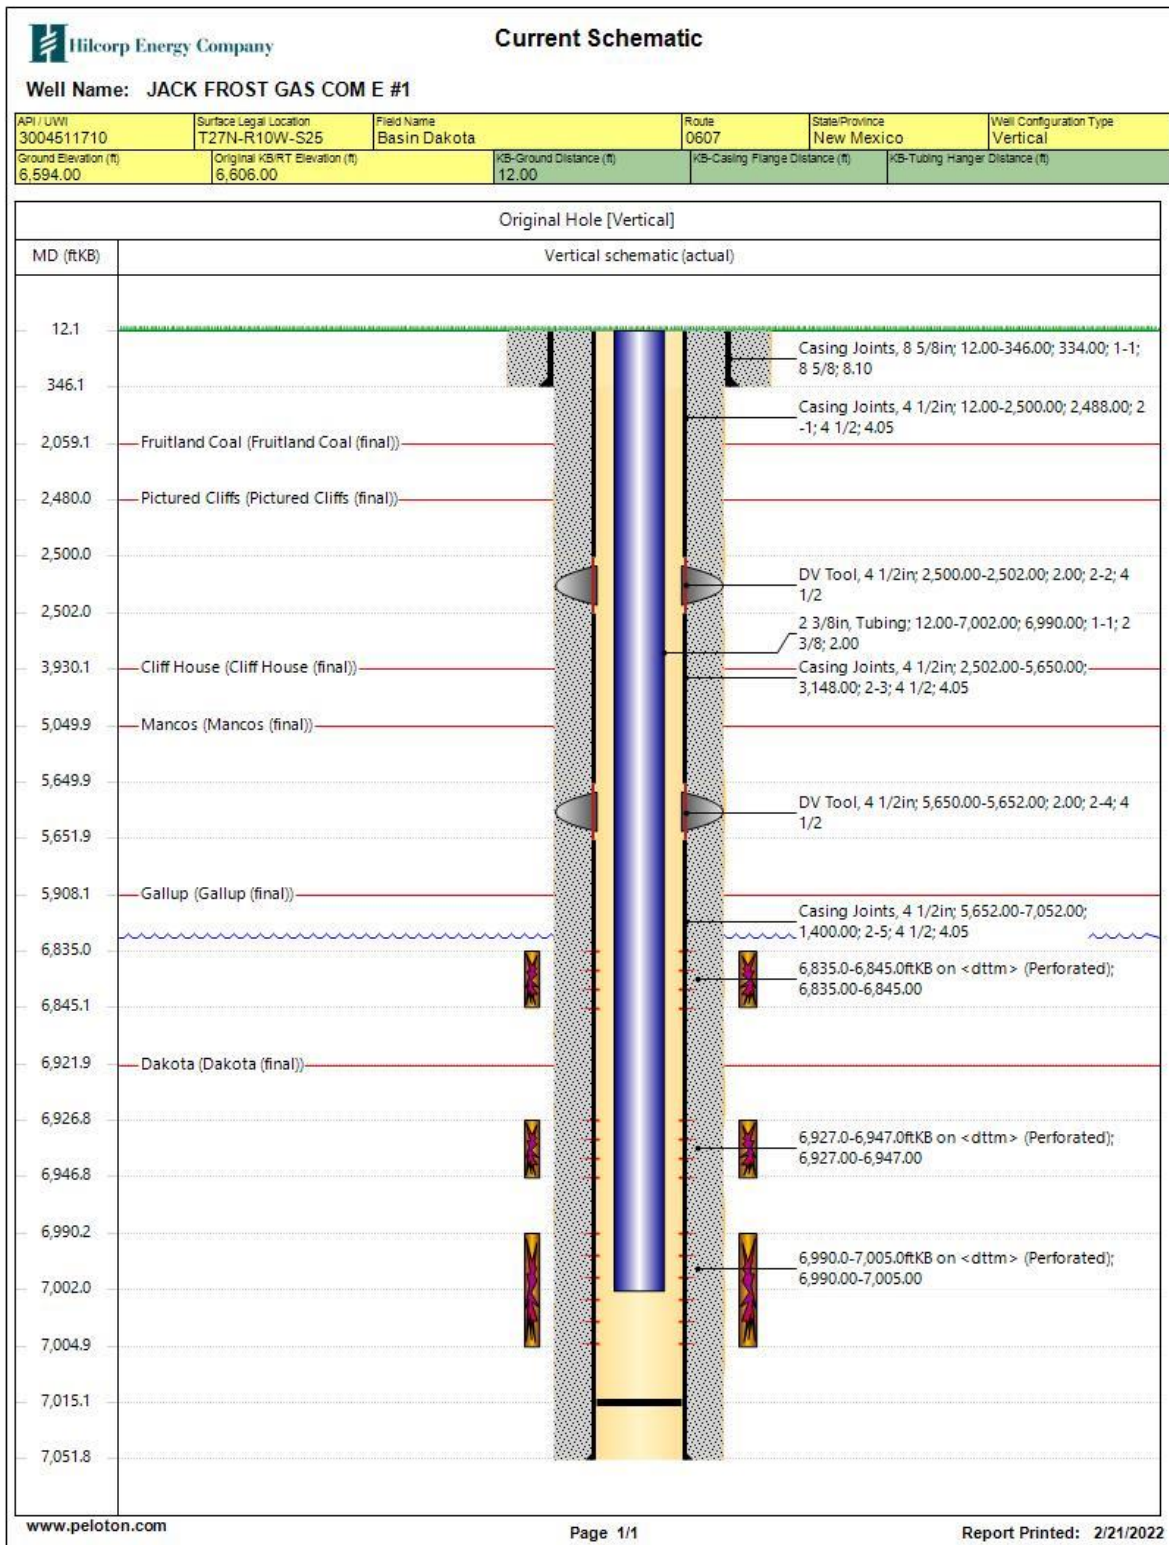 Hilcorp Energy Company
Current Schematic
Well Name: JACK FROST GAS COM E #1
API / UWI
3004511710
Surface Legal Location
T27N-R10W-S25
Field Name
Basin Dakota
Route
0607
State/Province
New Mexico
Well Configuration Type
Vertical
Ground Elevation (ft)
6,594.00
Original KB/RT Elevation (ft)
6,606.00
KB-Ground Distance (ft)
12.00
KB-Casing Flange Distance (ft)
KB-Tubing Hanger Distance (ft)
Original Hole [Vertical]
MD (ftKB)
Vertical schematic (actual)
12.1
Casing Joints, 8 5/8in; 12.00-346.00; 334.00; 1-1;
8 5/8; 8.10
346.1
Casing Joints, 4 1/2in; 12.00-2,500.00; 2,488.00; 2
-1; 4 1/2; 4.05
2,059.1
Fruitland Coal (Fruitland Coal (final))
2,480.0
Pictured Cliffs (Pictured Cliffs (final))
2,500.0
DV Tool, 4 1/2in; 2,500.00-2,502.00; 2.00; 2-2; 4
1/2
2,502.0
2 3/8in, Tubing; 12.00-7,002.00; 6,990.00; 1-1; 2
3/8; 2.00
3,930.1
Cliff House (Cliff House (final))
Casing Joints, 4 1/2in; 2,502.00-5,650.00;
3,148.00; 2-3; 4 1/2; 4.05
5,049.9
Mancos (Mancos (final))
5,649.9
DV Tool, 4 1/2in; 5,650.00-5,652.00; 2.00; 2-4; 4
1/2
5,651.9
5,908.1
Gallup (Gallup (final))
Casing Joints, 4 1/2in; 5,652.00-7,052.00;
1,400.00; 2-5; 4 1/2; 4.05
6,835.0
6,835.0-6,845.0ftKB on <dttm> (Perforated);
6,835.00-6,845.00
6,845.1
6,921.9
Dakota (Dakota (final))
6,926.8
6,927.0-6,947.0ftKB on <dttm> (Perforated);
6,927.00-6,947.00
6,946.8
6,990.2
6,990.0-7,005.0ftKB on <dttm> (Perforated);
6,990.00-7,005.00
7,002.0
7,004.9
7,015.1
7,051.8
www.peloton.com
Page 1/1
Report Printed: 2/21/2022